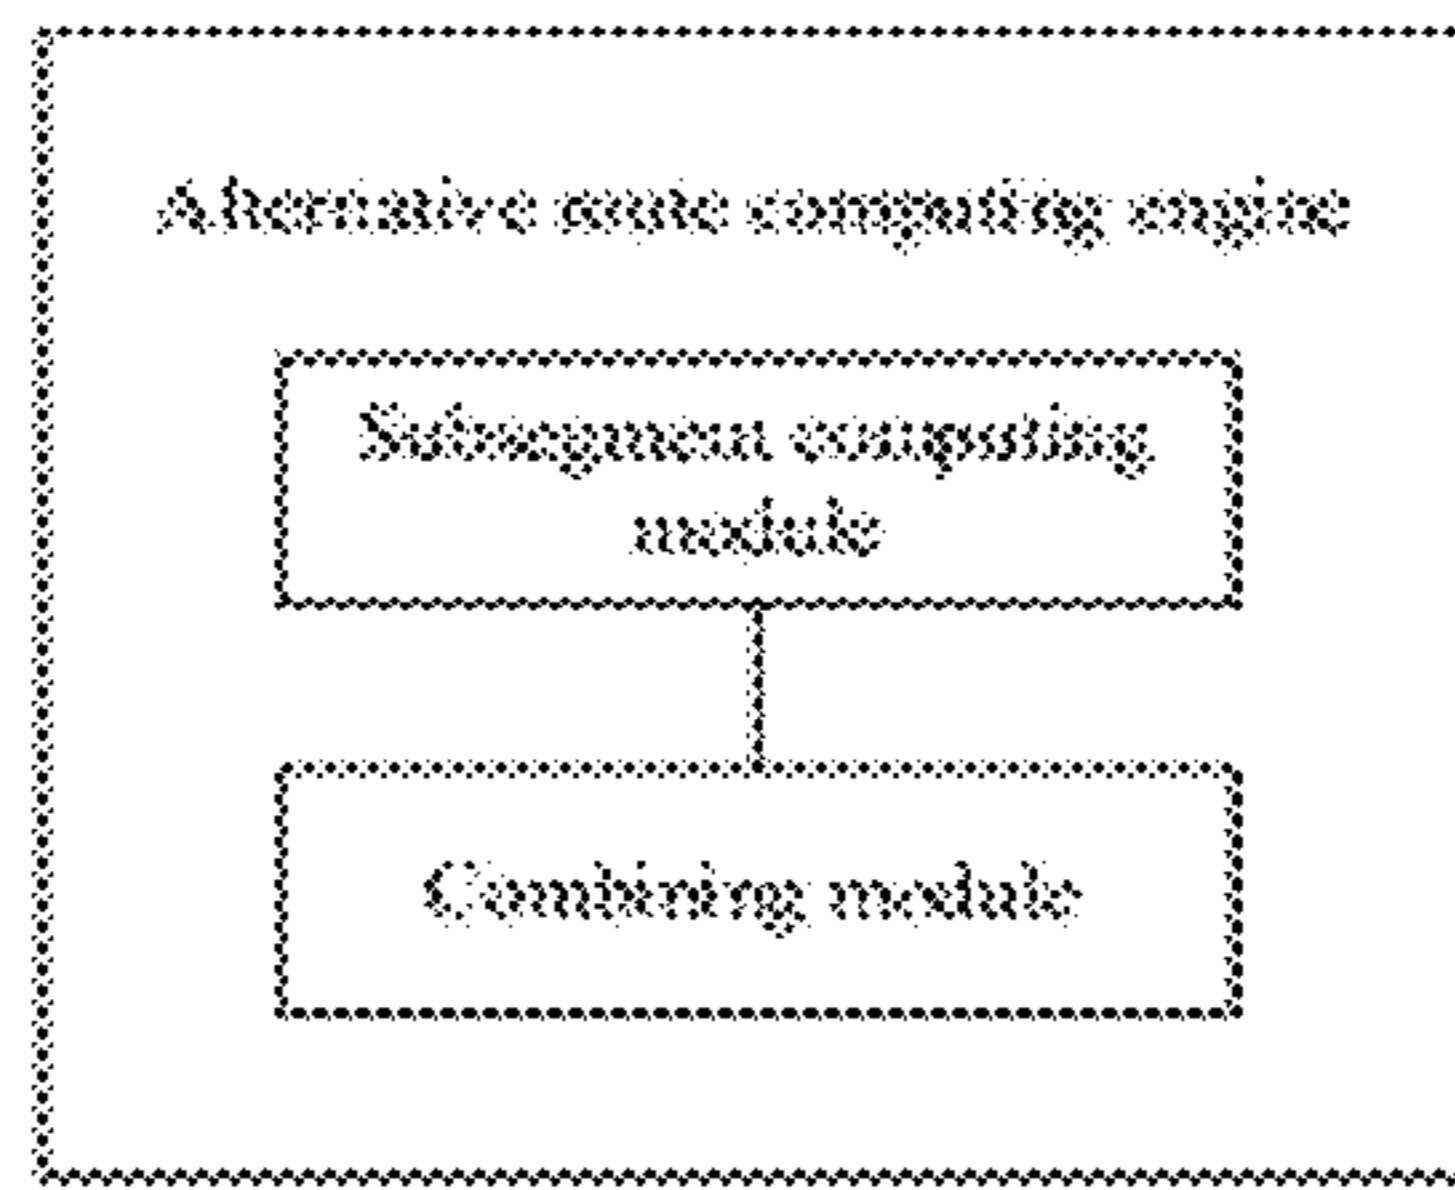 Alternative route computing engine
Subsegment computing
module
Combining module